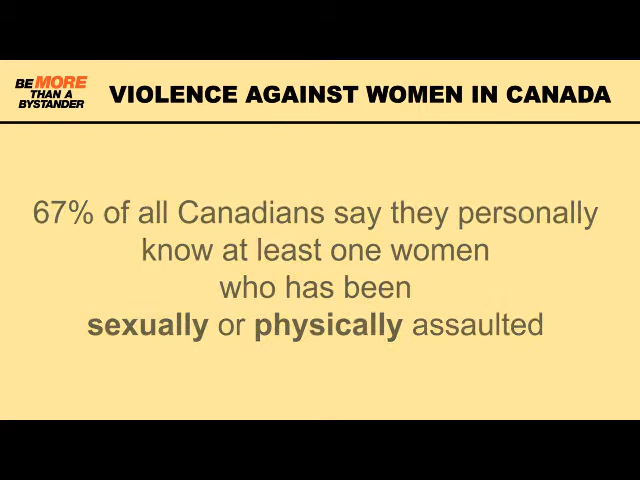 BE MORE
THAN A
BYSTANDER
VIOLENCE AGAINST WOMEN IN CANADA
67% of all Canadians say they personally
know at least one women
who has been
sexually or physically assaulted